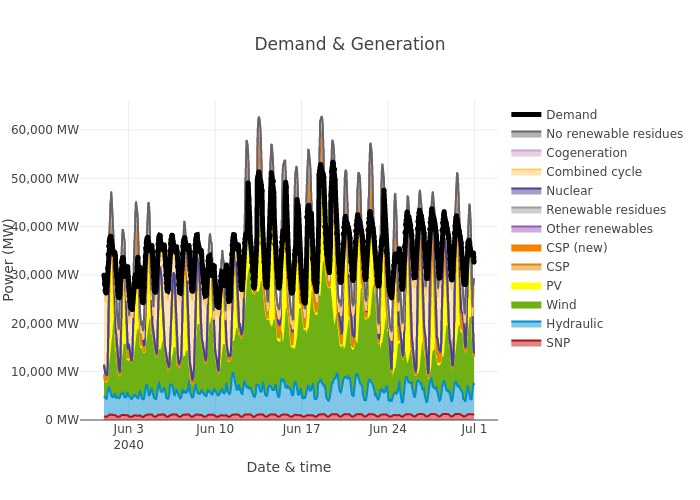 Demand & Generation
60,000 MW
50,000 MW
40,000 MW
30,000 MW
20,000 MW
10,000 MW
0 MW
Power (MW)
Jun 3
2040
Jun 10
Jun 17
Jun 24
Jul 1
Date & time
Demand
No renewable residues
Cogeneration
Combined cycle
Nuclear
Renewable residues
Other renewables
CSP (new)
CSP
PV
Wind
Hydraulic
SNP